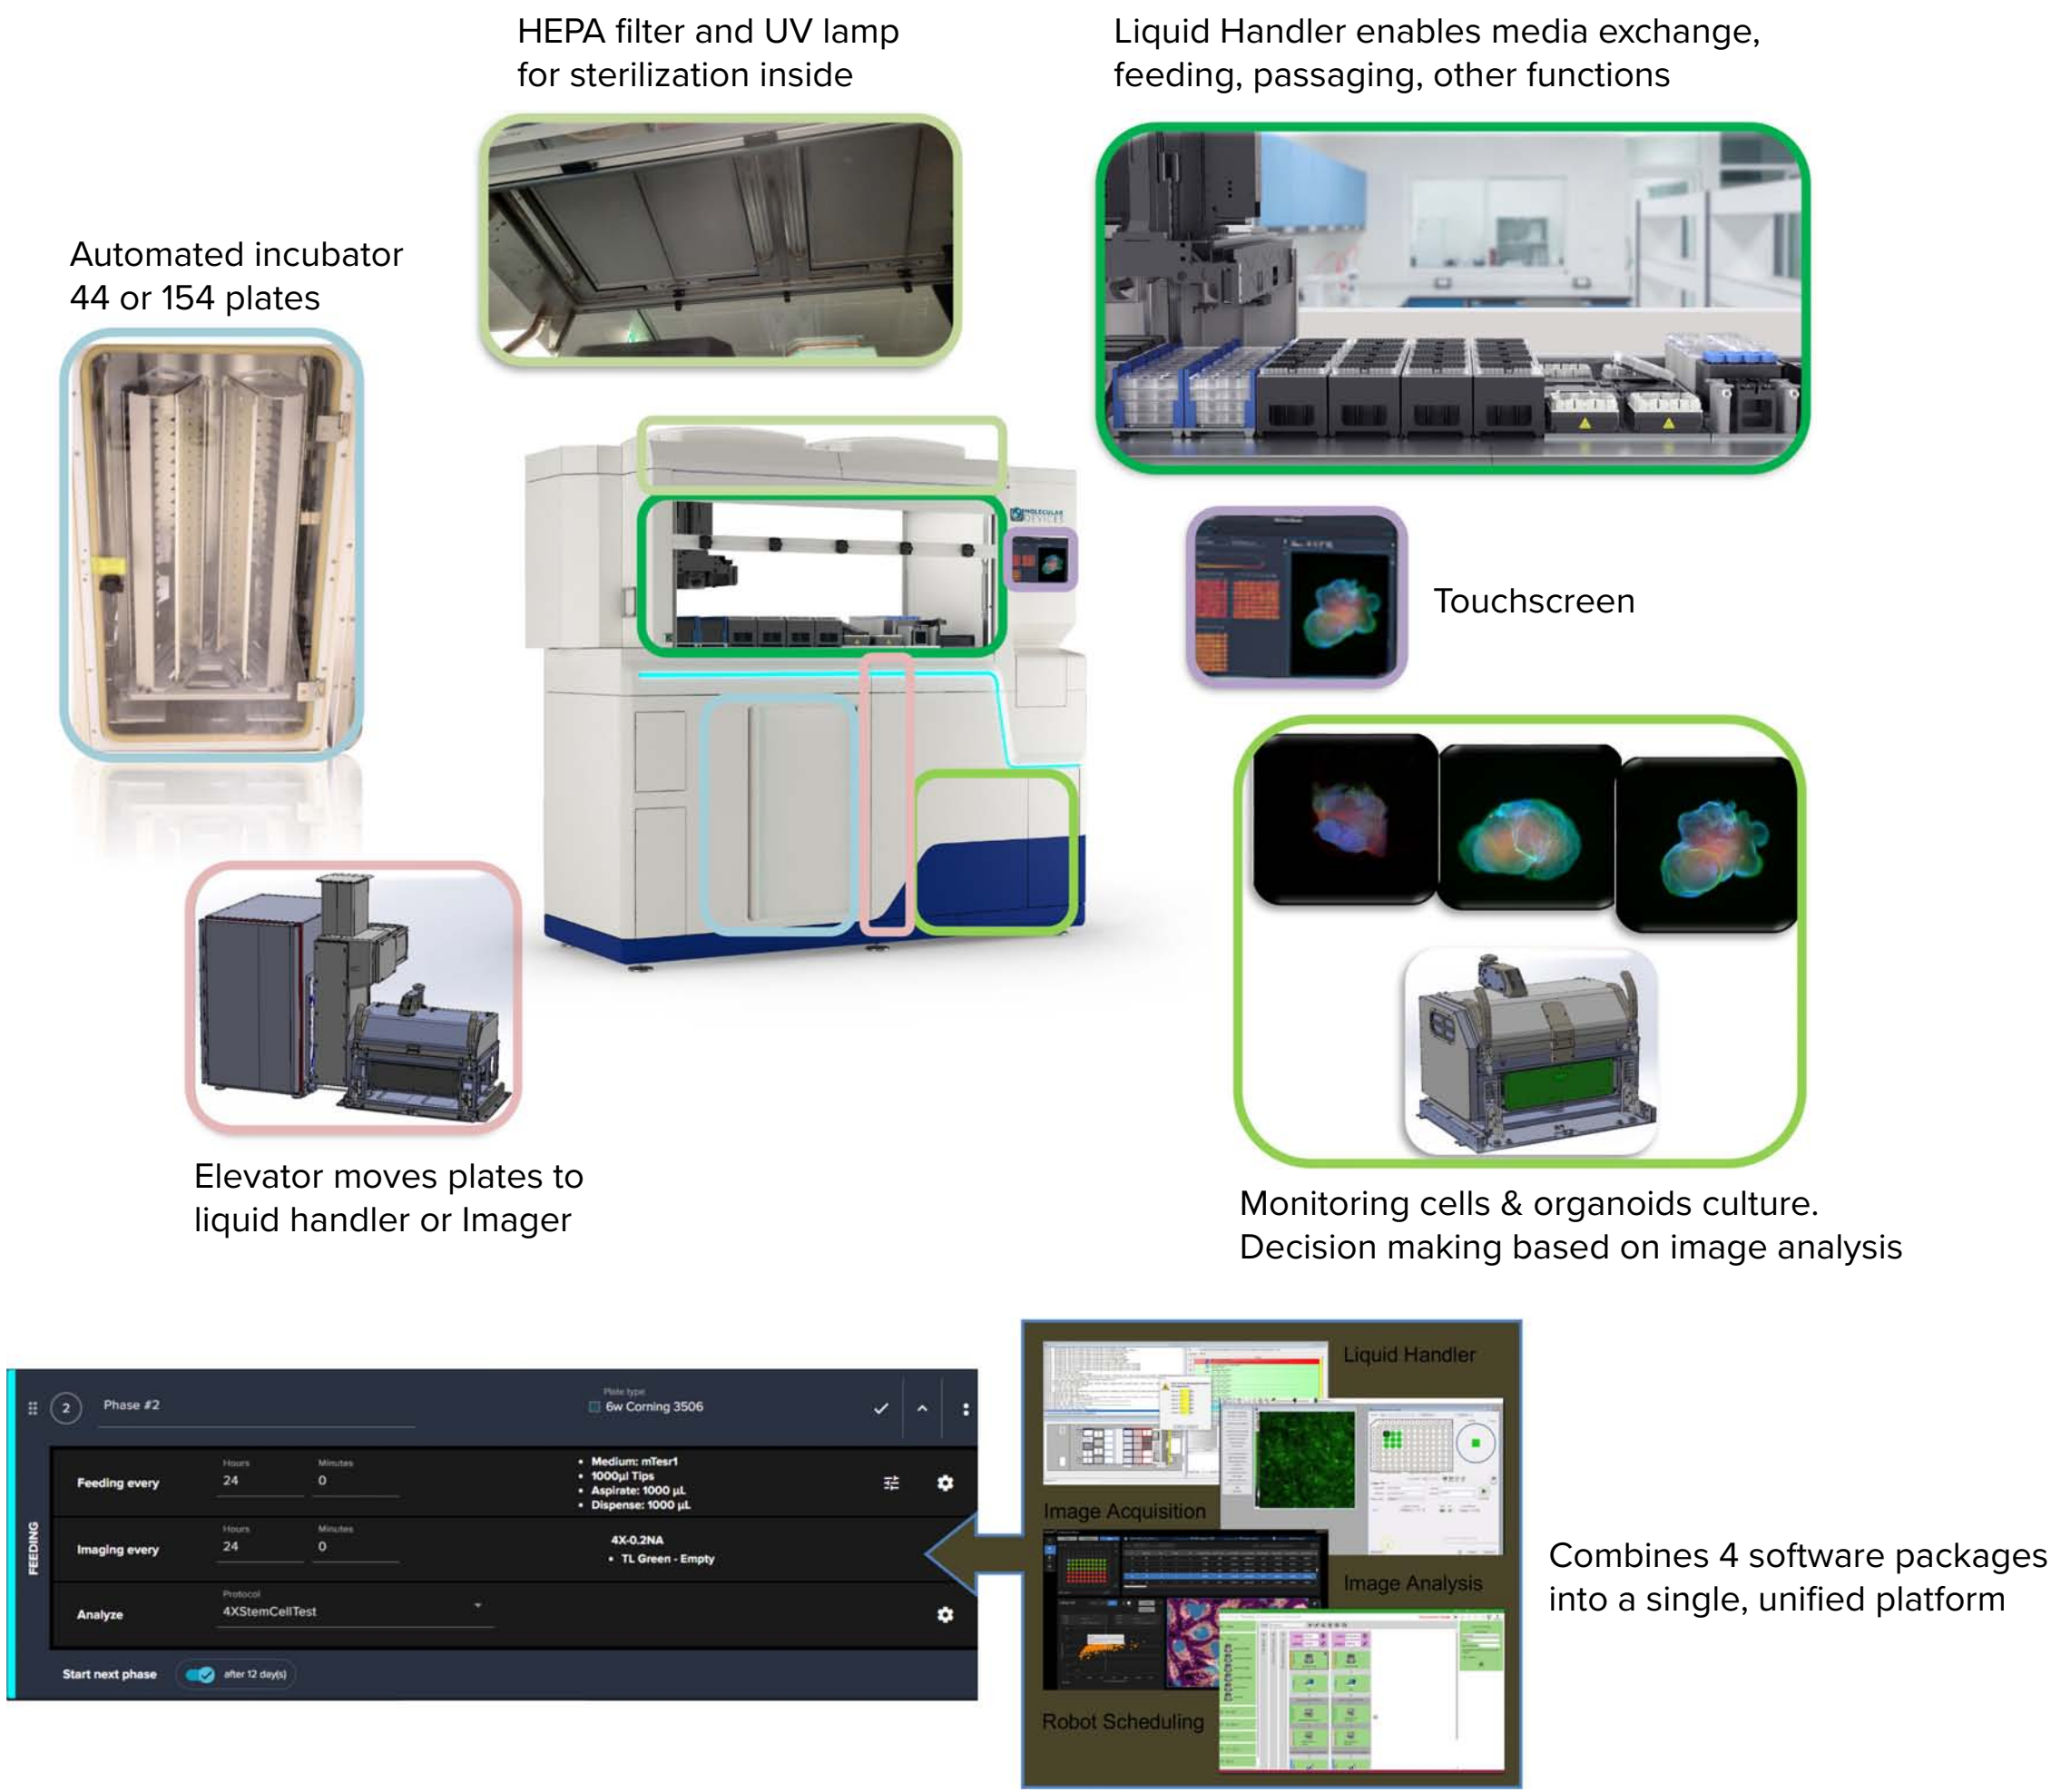 HEPA filter and UV lamp
for sterilization inside
Liquid Handler enables media exchange,
feeding, passaging, other functions
Automated incubator
44 or 154 plates
MOLECULAR
DEVICES
Touchscreen
Elevator moves plates to
liquid handler or Imager
Monitoring cells & organoids culture.
Decision making based on image analysis
2
Phase #2
Plate type
6w Corning 3506
FEEDING
Feeding every
Hours
24
Minutes
0
• Medium: mTesr1
• 1000µl Tips
• Aspirate: 1000 µL
• Dispense: 1000 µL
Imaging every
Hours
24
Minutes
0
4X-0.2NA
• TL Green - Empty
Analyze
Protocol
4XStemCellTest
Start next phase
after 12 day(s)
Liquid Handler
Image Acquisition
Image Analysis
Robot Scheduling
Combines 4 software packages
into a single, unified platform